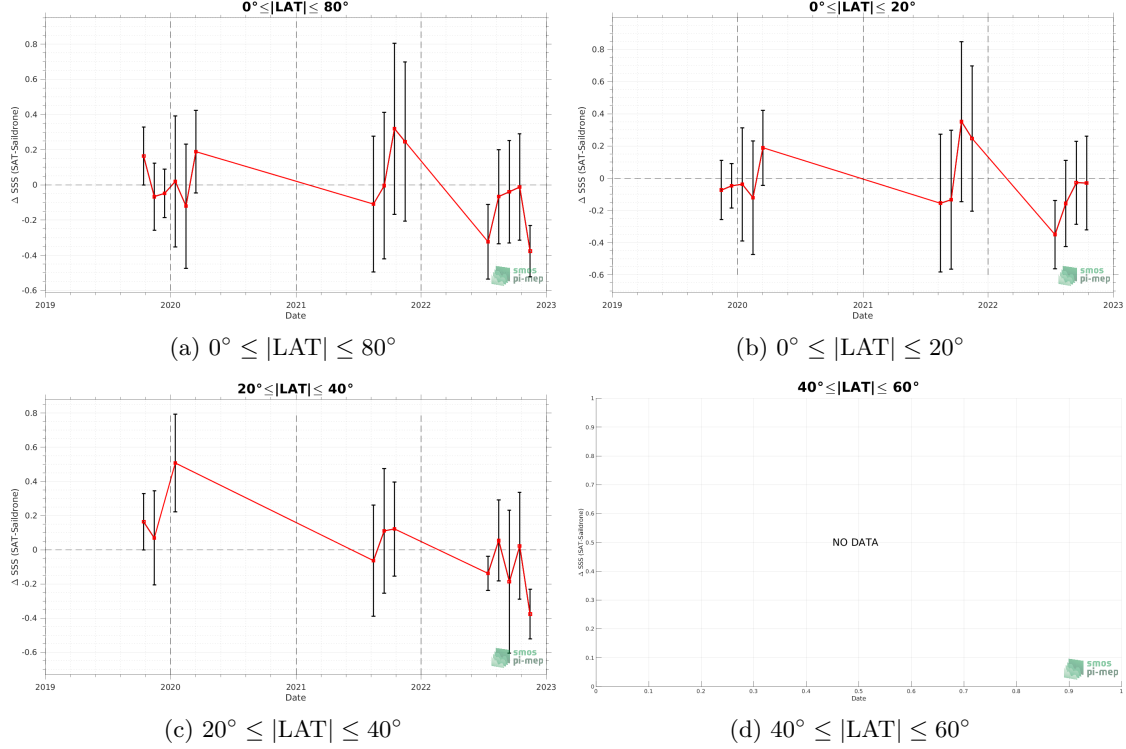 0°≤|LAT|≤ 80°
Δ SSS (SAT-Saildrone)
0.8
0.6
0.4
0.2
0
-0.2
-0.4
-0.6
2019
2020
2021
2022
2023
Date
smos
pi-mep
(a) 0° ≤ |LAT| ≤ 80°
0°≤|LAT|≤ 20°
Δ SSS (SAT-Saildrone)
0.8
0.6
0.4
0.2
0
-0.2
-0.4
-0.6
2019
2020
2021
2022
2023
Date
smos
pi-mep
(b) 0° ≤ |LAT| ≤ 20°
20°≤|LAT|≤ 40°
Δ SSS (SAT-Saildrone)
0.8
0.6
0.4
0.2
0
-0.2
-0.4
-0.6
2019
2020
2021
2022
2023
Date
smos
pi-mep
(c) 20° ≤ |LAT| ≤ 40°
40°≤|LAT|≤ 60°
Δ SSS (SAT-Saildrone)
1
0.9
0.8
0.7
0.6
0.5
0.4
0.3
0.2
0.1
0
NO DATA
0
0.1
0.2
0.3
0.4
0.5
0.6
0.7
0.8
0.9
1
Date
smos
pi-mep
(d) 40° ≤ |LAT| ≤ 60°